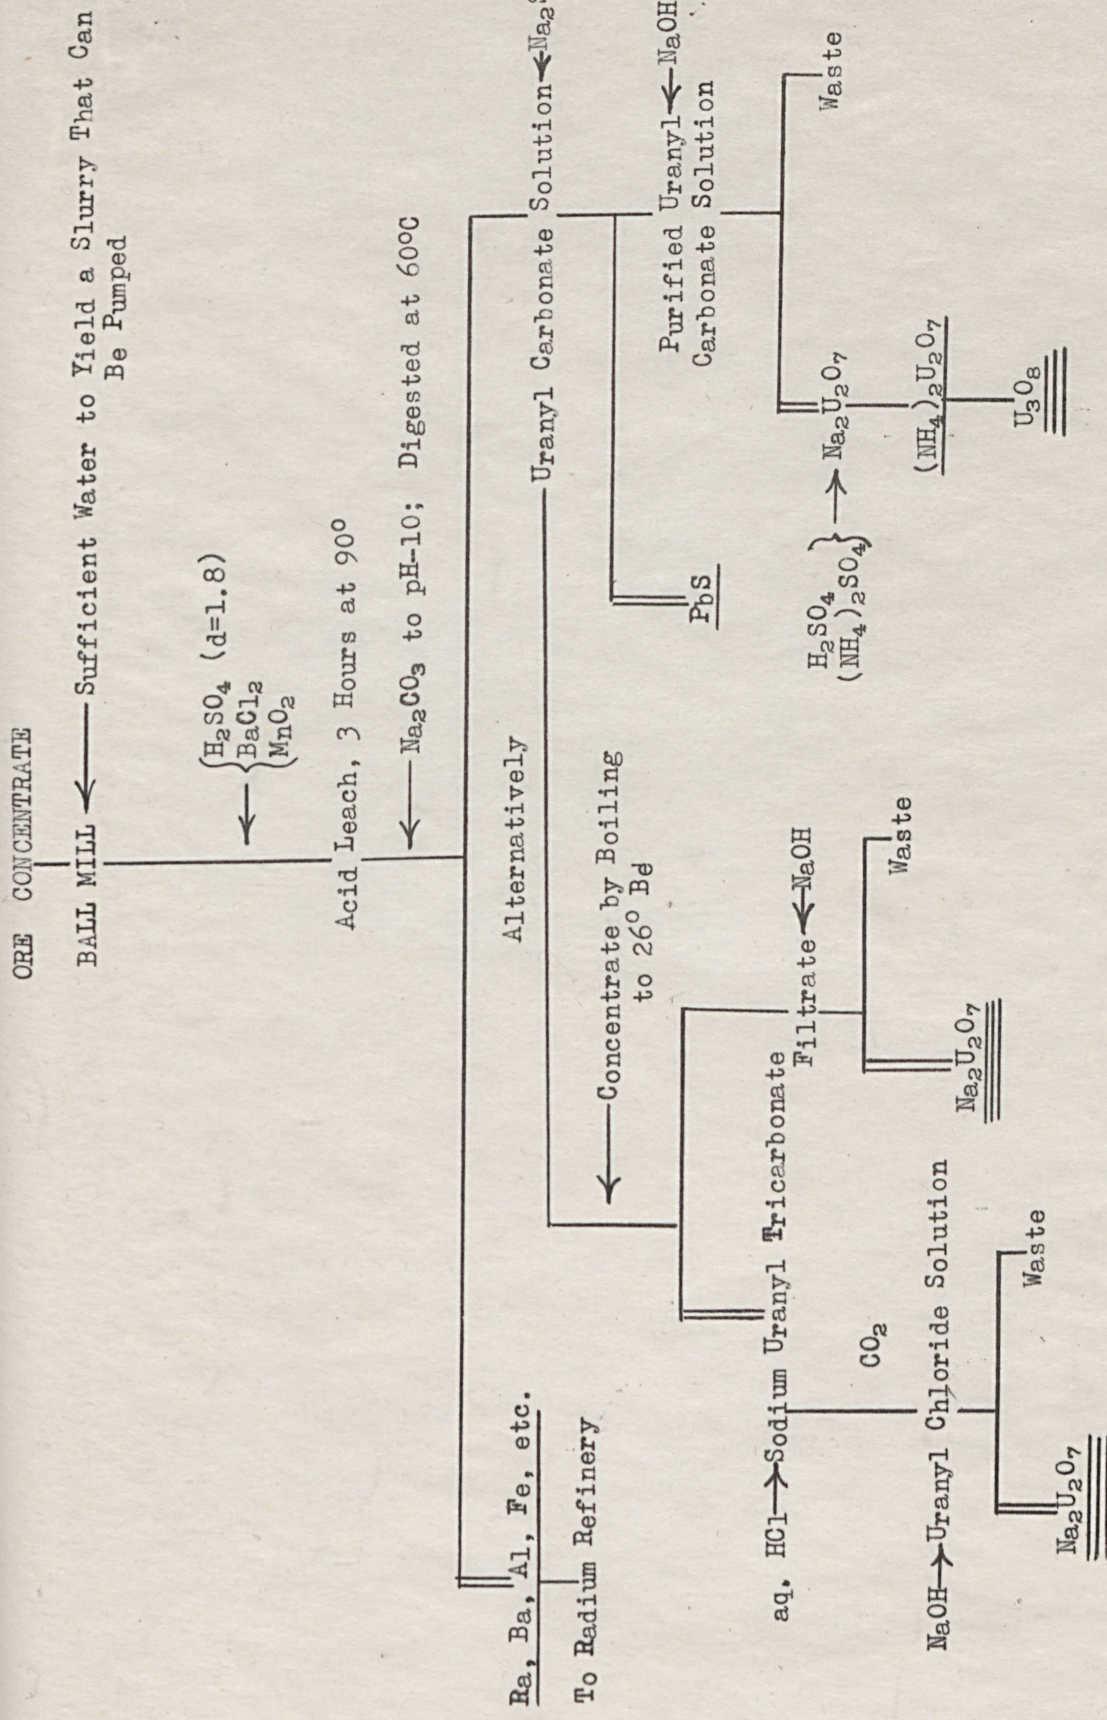 ORE CONCENTRATE
BALL MILL ← Sufficient Water to Yield a Slurry That Can
Be Pumped
H₂SO₄ (d=1.8)
← BaCl₂
MnO₂
Acid Leach, 3 Hours at 90°
← Na₂CO₃ to pH-10; Digested at 60°C
Ra, Ba, Al, Fe, etc.
To Radium Refinery
Alternatively
Uranyl Carbonate Solution ←
← Concentrate by Boiling
to 26° Bé
PbS
Purified Uranyl ← NaOH
Carbonate Solution
aq. HCl → Sodium Uranyl Tricarbonate
Filtrate ← NaOH
CO₂
H₂SO₄
(NH₄)₂SO₄ } → Na₂U₂O₇
Waste
Waste
NaOH → Uranyl Chloride Solution
Na₂U₂O₇
(NH₄)₂U₂O₇
Na₂U₂O₇
Waste
U₃O₈